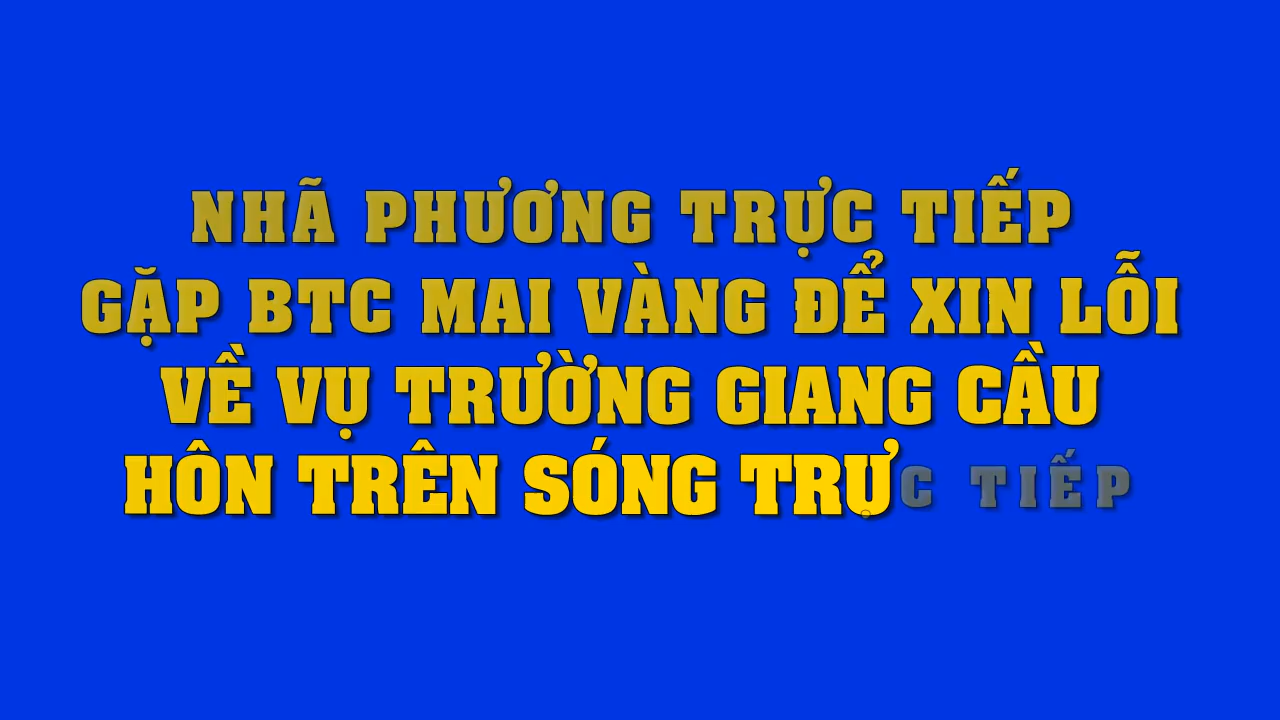 NHÃ PHƯƠNG TRỰC TIẾP
GẶP BTC MAI VÀNG ĐỂ XIN LỖI
VỀ VỤ TRƯỜNG GIANG CẦU
HÔN TRÊN SÓNG TRỰC TIẾP